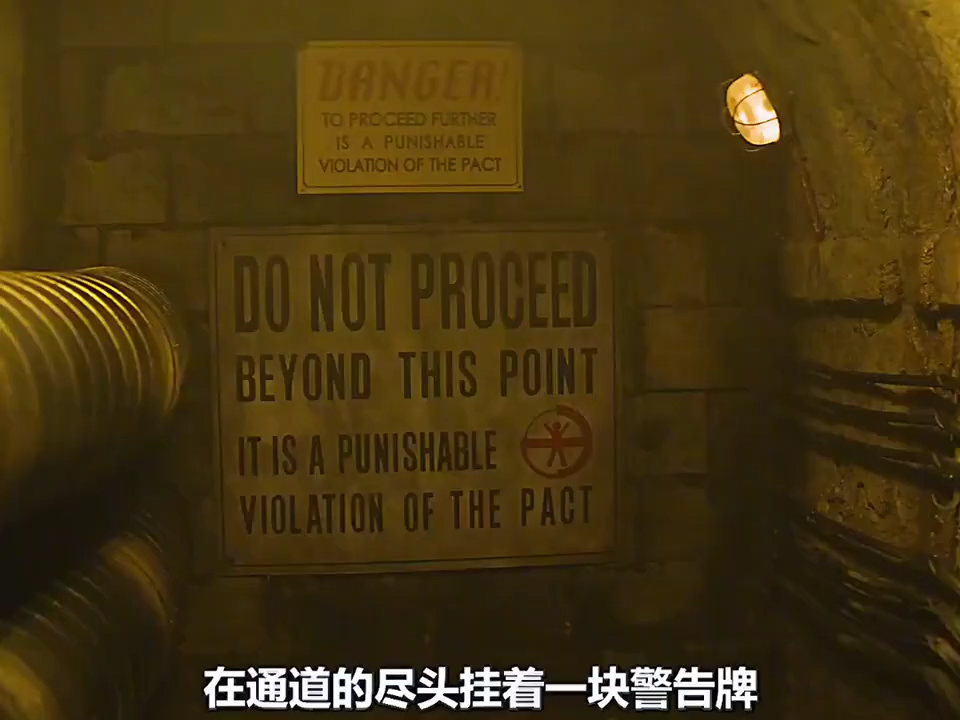 DANGER!
TO PROCEED FURTHER
IS A PUNISHABLE
VIOLATION OF THE PACT
DO NOT PROCEED
BEYOND THIS POINT
IT IS A PUNISHABLE
VIOLATION OF THE PACT
在通道的尽头挂着一块警告牌